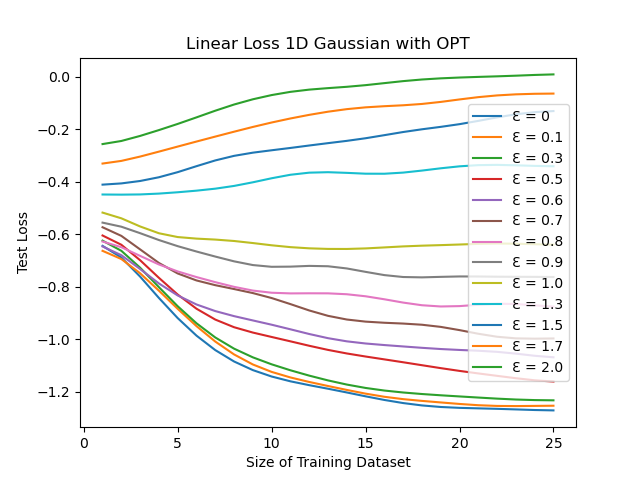 Linear Loss 1D Gaussian with OPT
Test Loss
0.0
−0.2
−0.4
−0.6
−0.8
−1.0
−1.2
0
5
10
15
20
25
Size of Training Dataset
Ɛ = 0
Ɛ = 0.1
Ɛ = 0.3
Ɛ = 0.5
Ɛ = 0.6
Ɛ = 0.7
Ɛ = 0.8
Ɛ = 0.9
Ɛ = 1.0
Ɛ = 1.3
Ɛ = 1.5
Ɛ = 1.7
Ɛ = 2.0